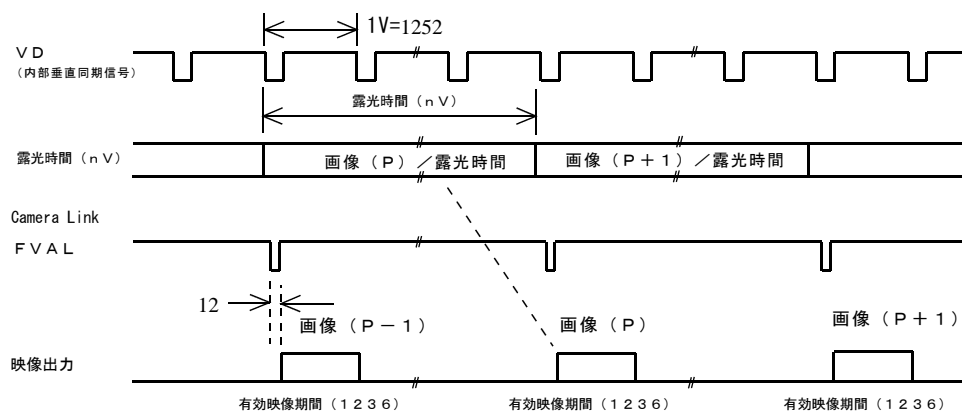 1V=1252
VD
(内部垂直同期信号)
露光時間(nV)
露光時間(nV)
画像(P)/露光時間
画像(P+1)/露光時間
Camera Link
FVAL
12
画像(P-1)
画像(P)
画像(P+1)
映像出力
有効映像期間(1236)
有効映像期間(1236)
有効映像期間(1236)